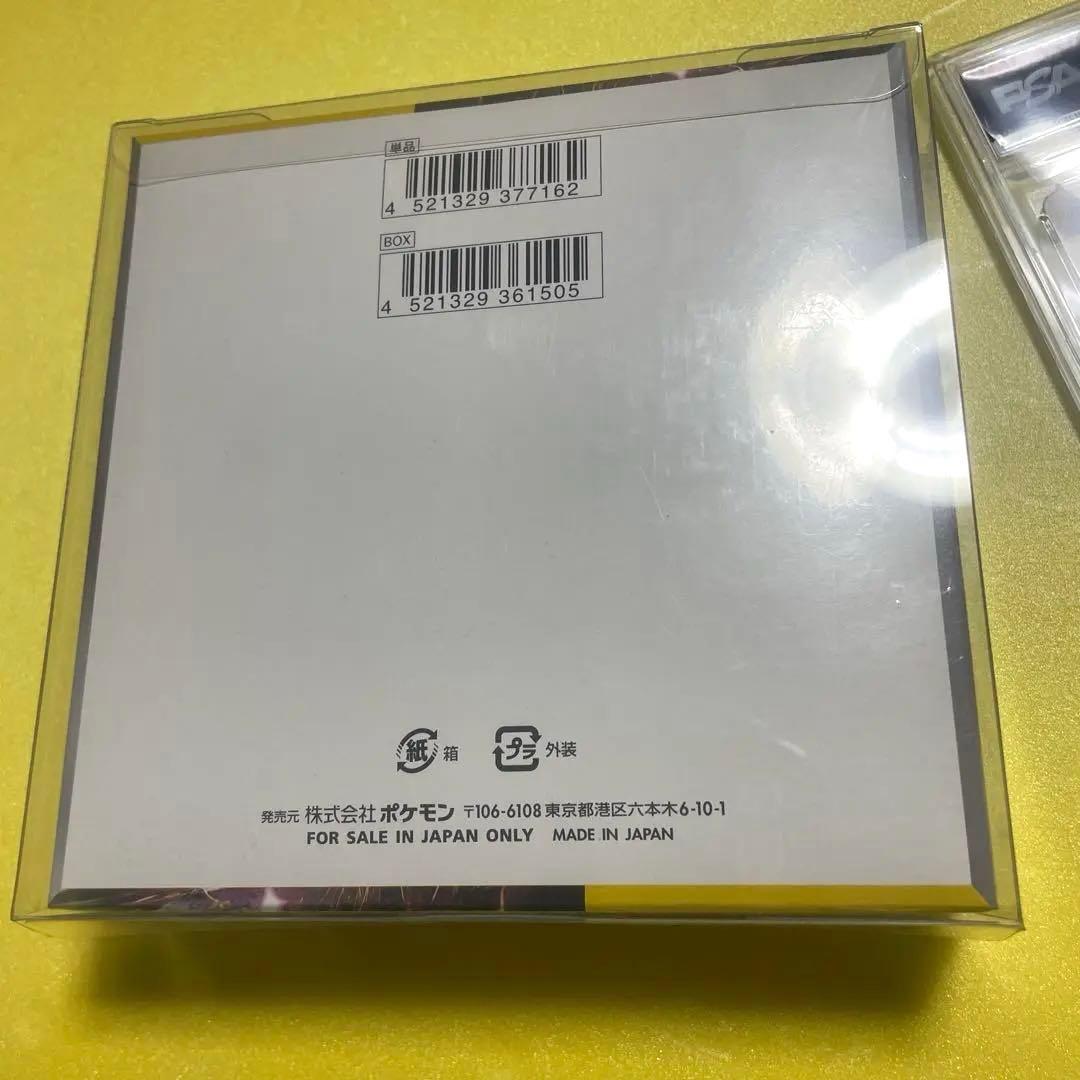 PSA
単品
4 521329 377162
BOX
4 521329 361505
紙 箱 プラ 外装
発売元 株式会社ポケモン 〒106-6108 東京都港区六本木6-10-1
FOR SALE IN JAPAN ONLY MADE IN JAPAN